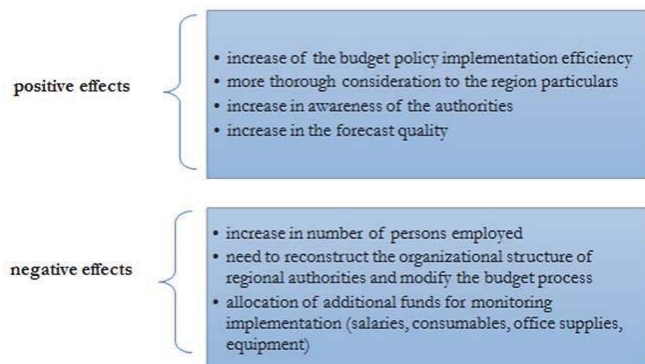 positive effects
• increase of the budget policy implementation efficiency
• more thorough consideration to the region particulars
• increase in awareness of the authorities
• increase in the forecast quality
negative effects
• increase in number of persons employed
• need to reconstruct the organizational structure of
regional authorities and modify the budget process
• allocation of additional funds for monitoring
implementation (salaries, consumables, office supplies,
equipment)